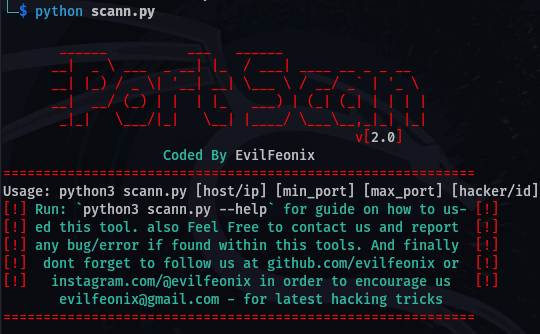 $ python scann.py
PortScan
v[2.0]
Coded By EvilFeonix
==========================================================
Usage: python3 scann.py [host/ip] [min_port] [max_port] [hacker/id]
[!] Run: `python3 scann.py --help` for guide on how to us- [!]
[!] ed this tool. also Feel Free to contact us and report [!]
[!] any bug/error if found within this tools. And finally [!]
[!] dont forget to follow us at github.com/evilfeonix or [!]
[!] instagram.com/@evilfeonix in order to encourage us [!]
evilfeonix@gmail.com - for latest hacking tricks
==========================================================